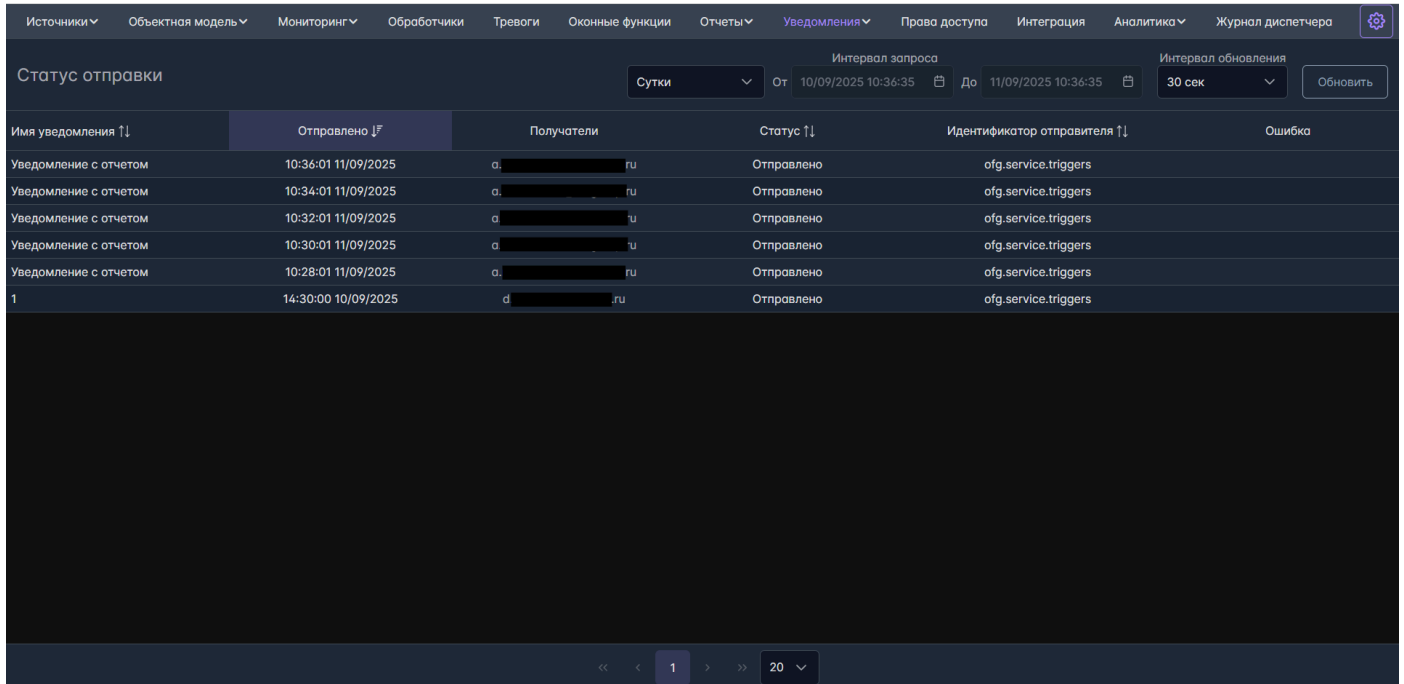 Источники Объектная модель Мониторинг Обработчики Тревоги Оконные функции Отчеты Уведомления Права доступа Интеграция Аналитика Журнал диспетчера
Интервал запроса Интервал обновления
Статус отправки Сутки От 10/09/2025 10:36:35 До 11/09/2025 10:36:35 30 сек Обновить
Имя уведомления Отправлено Получатели Статус Идентификатор отправителя Ошибка
Уведомление с отчетом 10:36:01 11/09/2025 a. ru Отправлено ofg.service.triggers
Уведомление с отчетом 10:34:01 11/09/2025 a. ru Отправлено ofg.service.triggers
Уведомление с отчетом 10:32:01 11/09/2025 a ru Отправлено ofg.service.triggers
Уведомление с отчетом 10:30:01 11/09/2025 a ru Отправлено ofg.service.triggers
Уведомление с отчетом 10:28:01 11/09/2025 a. ru Отправлено ofg.service.triggers
1 14:30:00 10/09/2025 d .ru Отправлено ofg.service.triggers
« ‹ 1 › » 20